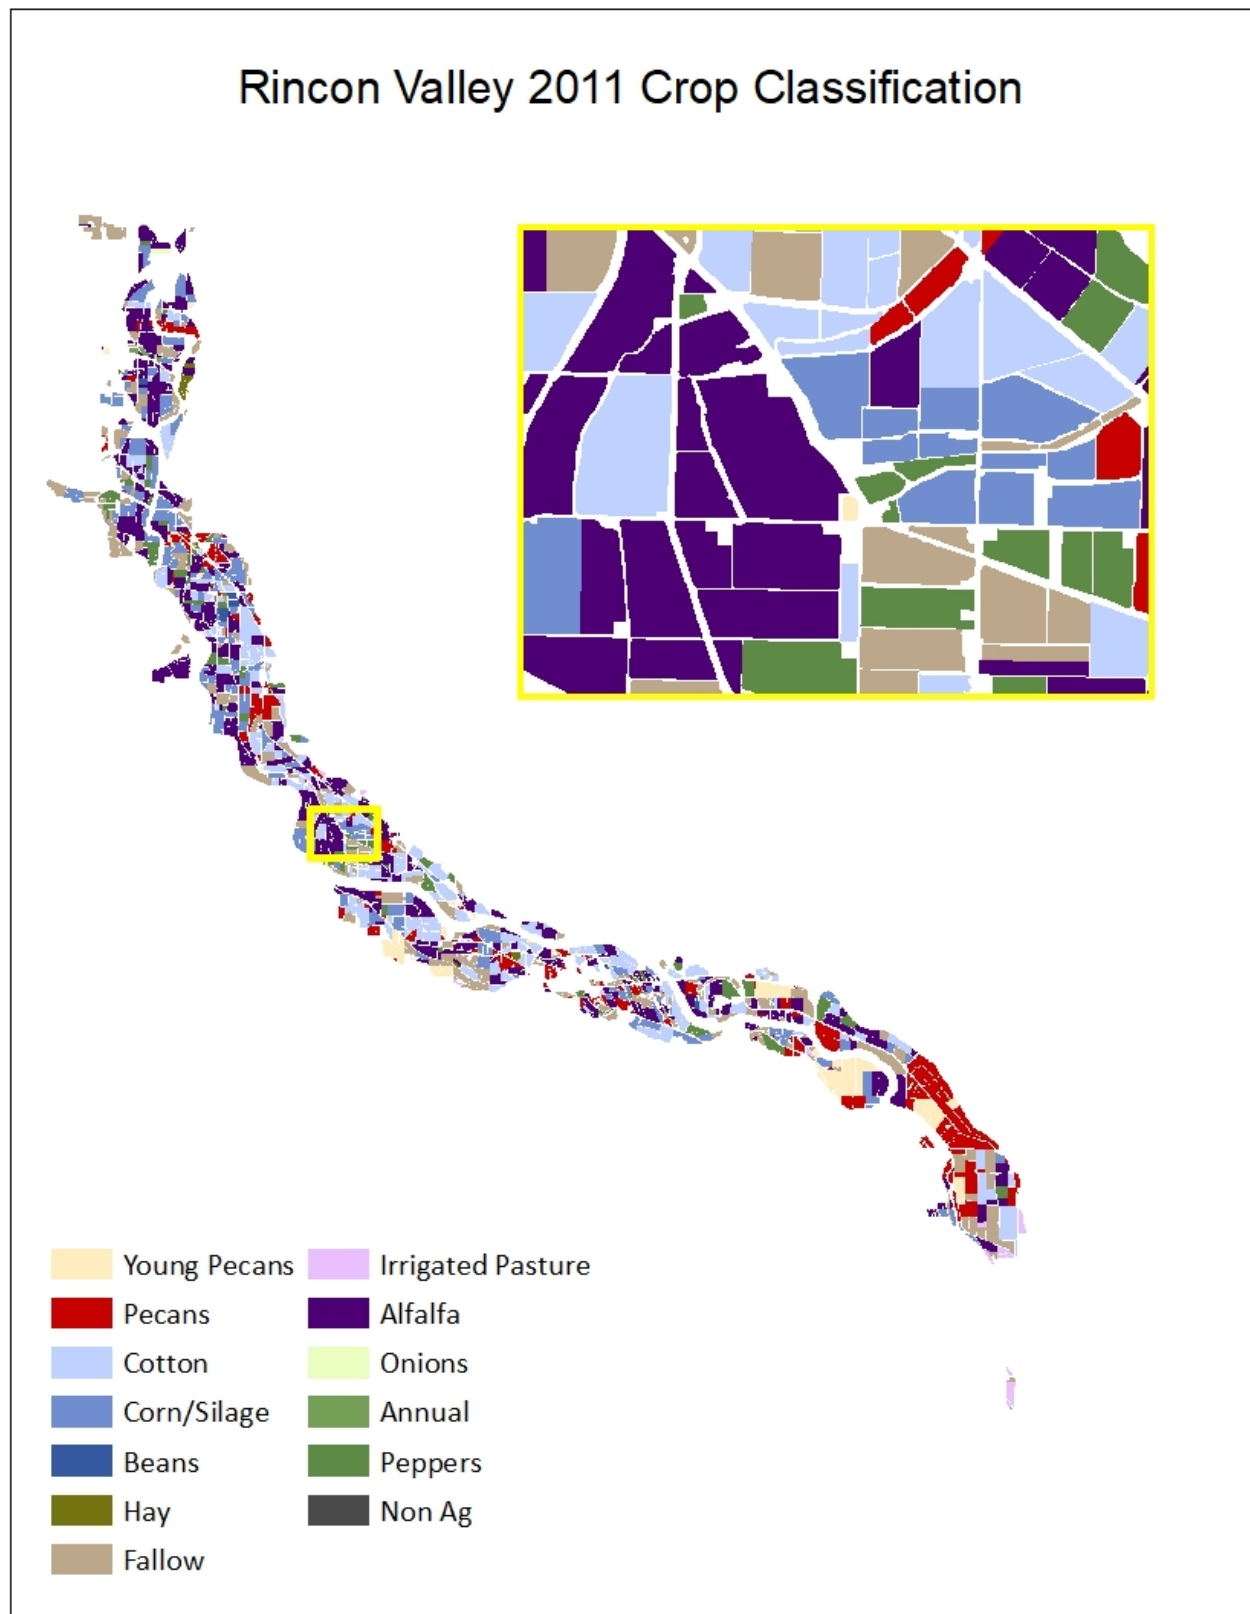 Rincon Valley 2011 Crop Classification
Young Pecans
Pecans
Cotton
Corn/Silage
Beans
Hay
Fallow
Irrigated Pasture
Alfalfa
Onions
Annual
Peppers
Non Ag